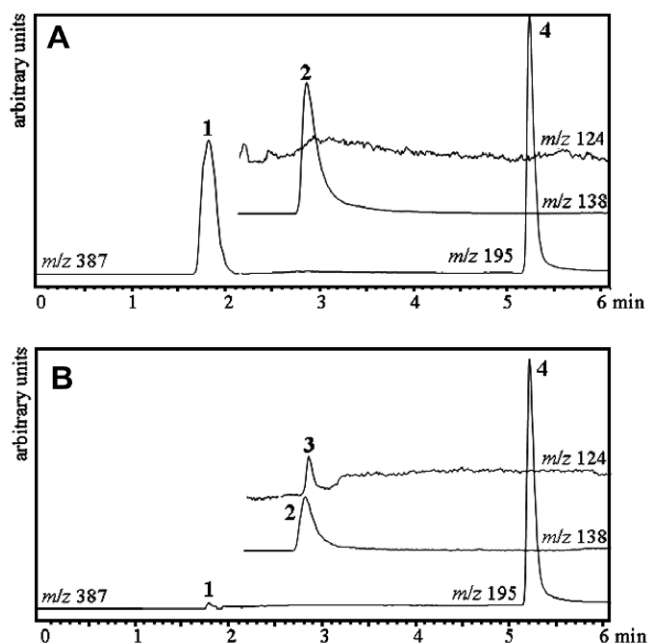 A
arbitrary units
1
2
4
m/z 124
m/z 138
m/z 387
m/z 195
0 1 2 3 4 5 6 min
B
arbitrary units
4
3
m/z 124
2
m/z 138
1
m/z 387
m/z 195
0 1 2 3 4 5 6 min